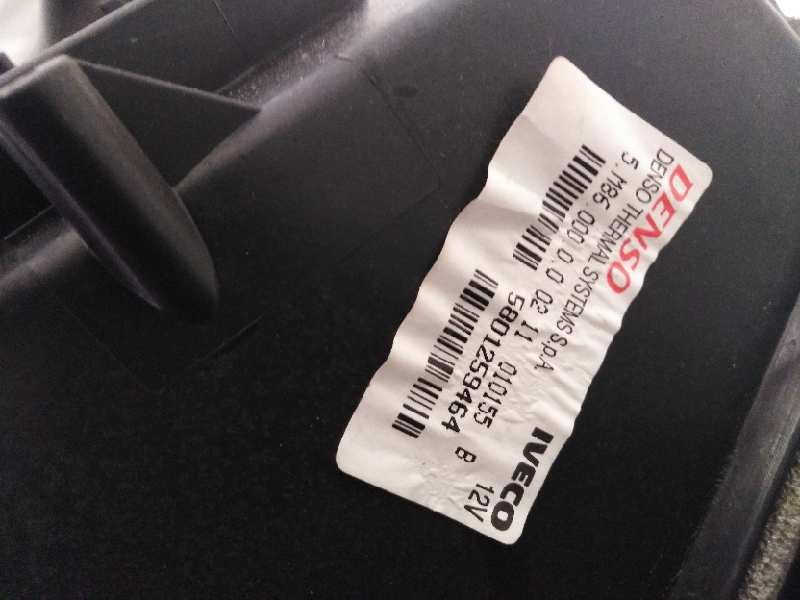 DENSO
DENSO THERMAL SYSTEMS S.p.A.
5.M86.000 0.0 02 11 010155 B 12V
5801259464
IVECO